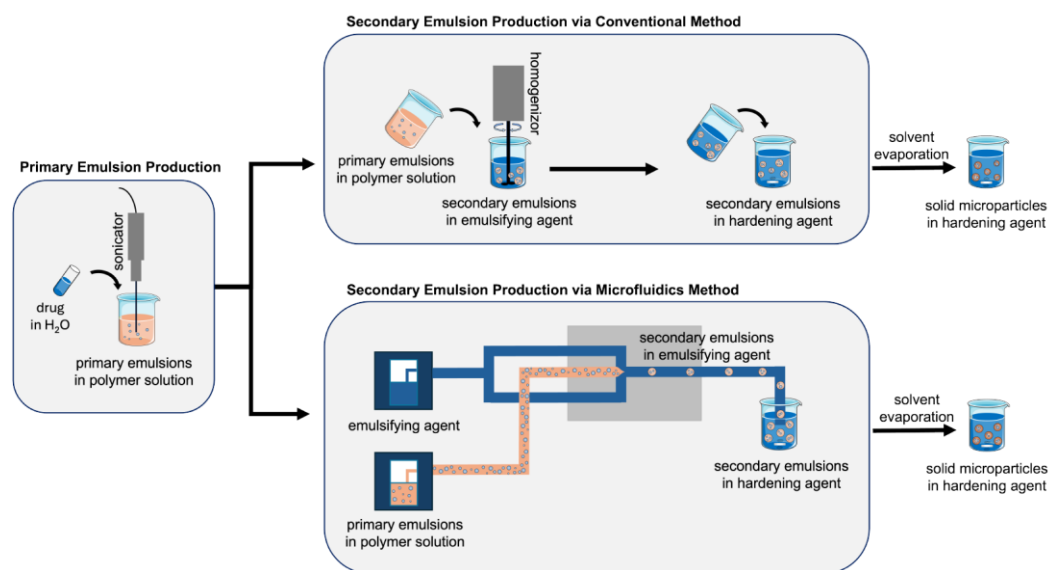 Secondary Emulsion Production via Conventional Method
homogenizor
primary emulsions
in polymer solution
secondary emulsions
in emulsifying agent
secondary emulsions
in hardening agent
solvent
evaporation
solid microparticles
in hardening agent
Primary Emulsion Production
sonicator
drug
in H₂O
primary emulsions
in polymer solution
Secondary Emulsion Production via Microfluidics Method
secondary emulsions
in emulsifying agent
emulsifying agent
primary emulsions
in polymer solution
secondary emulsions
in hardening agent
solvent
evaporation
solid microparticles
in hardening agent